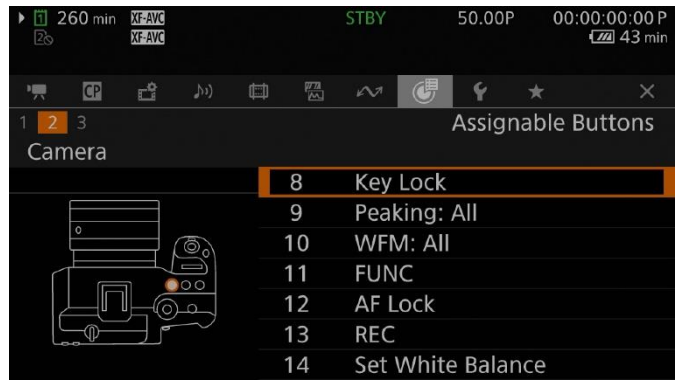 1 260 min XF-AVC STBY 50.00P 00:00:00:00 P
2 XF-AVC 43 min
CP
1 2 3 Assignable Buttons
Camera
8 Key Lock
9 Peaking: All
10 WFM: All
11 FUNC
12 AF Lock
13 REC
14 Set White Balance